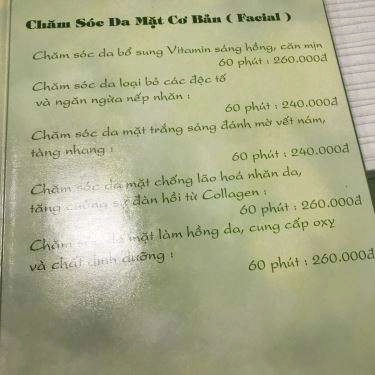 Chăm Sóc Da Mặt Cơ Bản ( Facial )
Chăm sóc da bổ sung Vitamin sáng hồng, căn mịn
60 phút : 260.000đ
Chăm sóc da loại bỏ các độc tố
và ngăn ngừa nếp nhăn :
60 phút : 240.000đ
Chăm sóc da mặt trắng sáng đánh mờ vết nám,
tàng nhang :
60 phút : 240.000đ
Chăm sóc da mặt chống lão hoá nhăn da,
tăng cường sự đàn hồi từ Collagen :
60 phút : 260.000đ
Chăm sóc da mặt làm hồng da, cung cấp oxy
và chất dinh dưỡng :
60 phút : 260.000đ